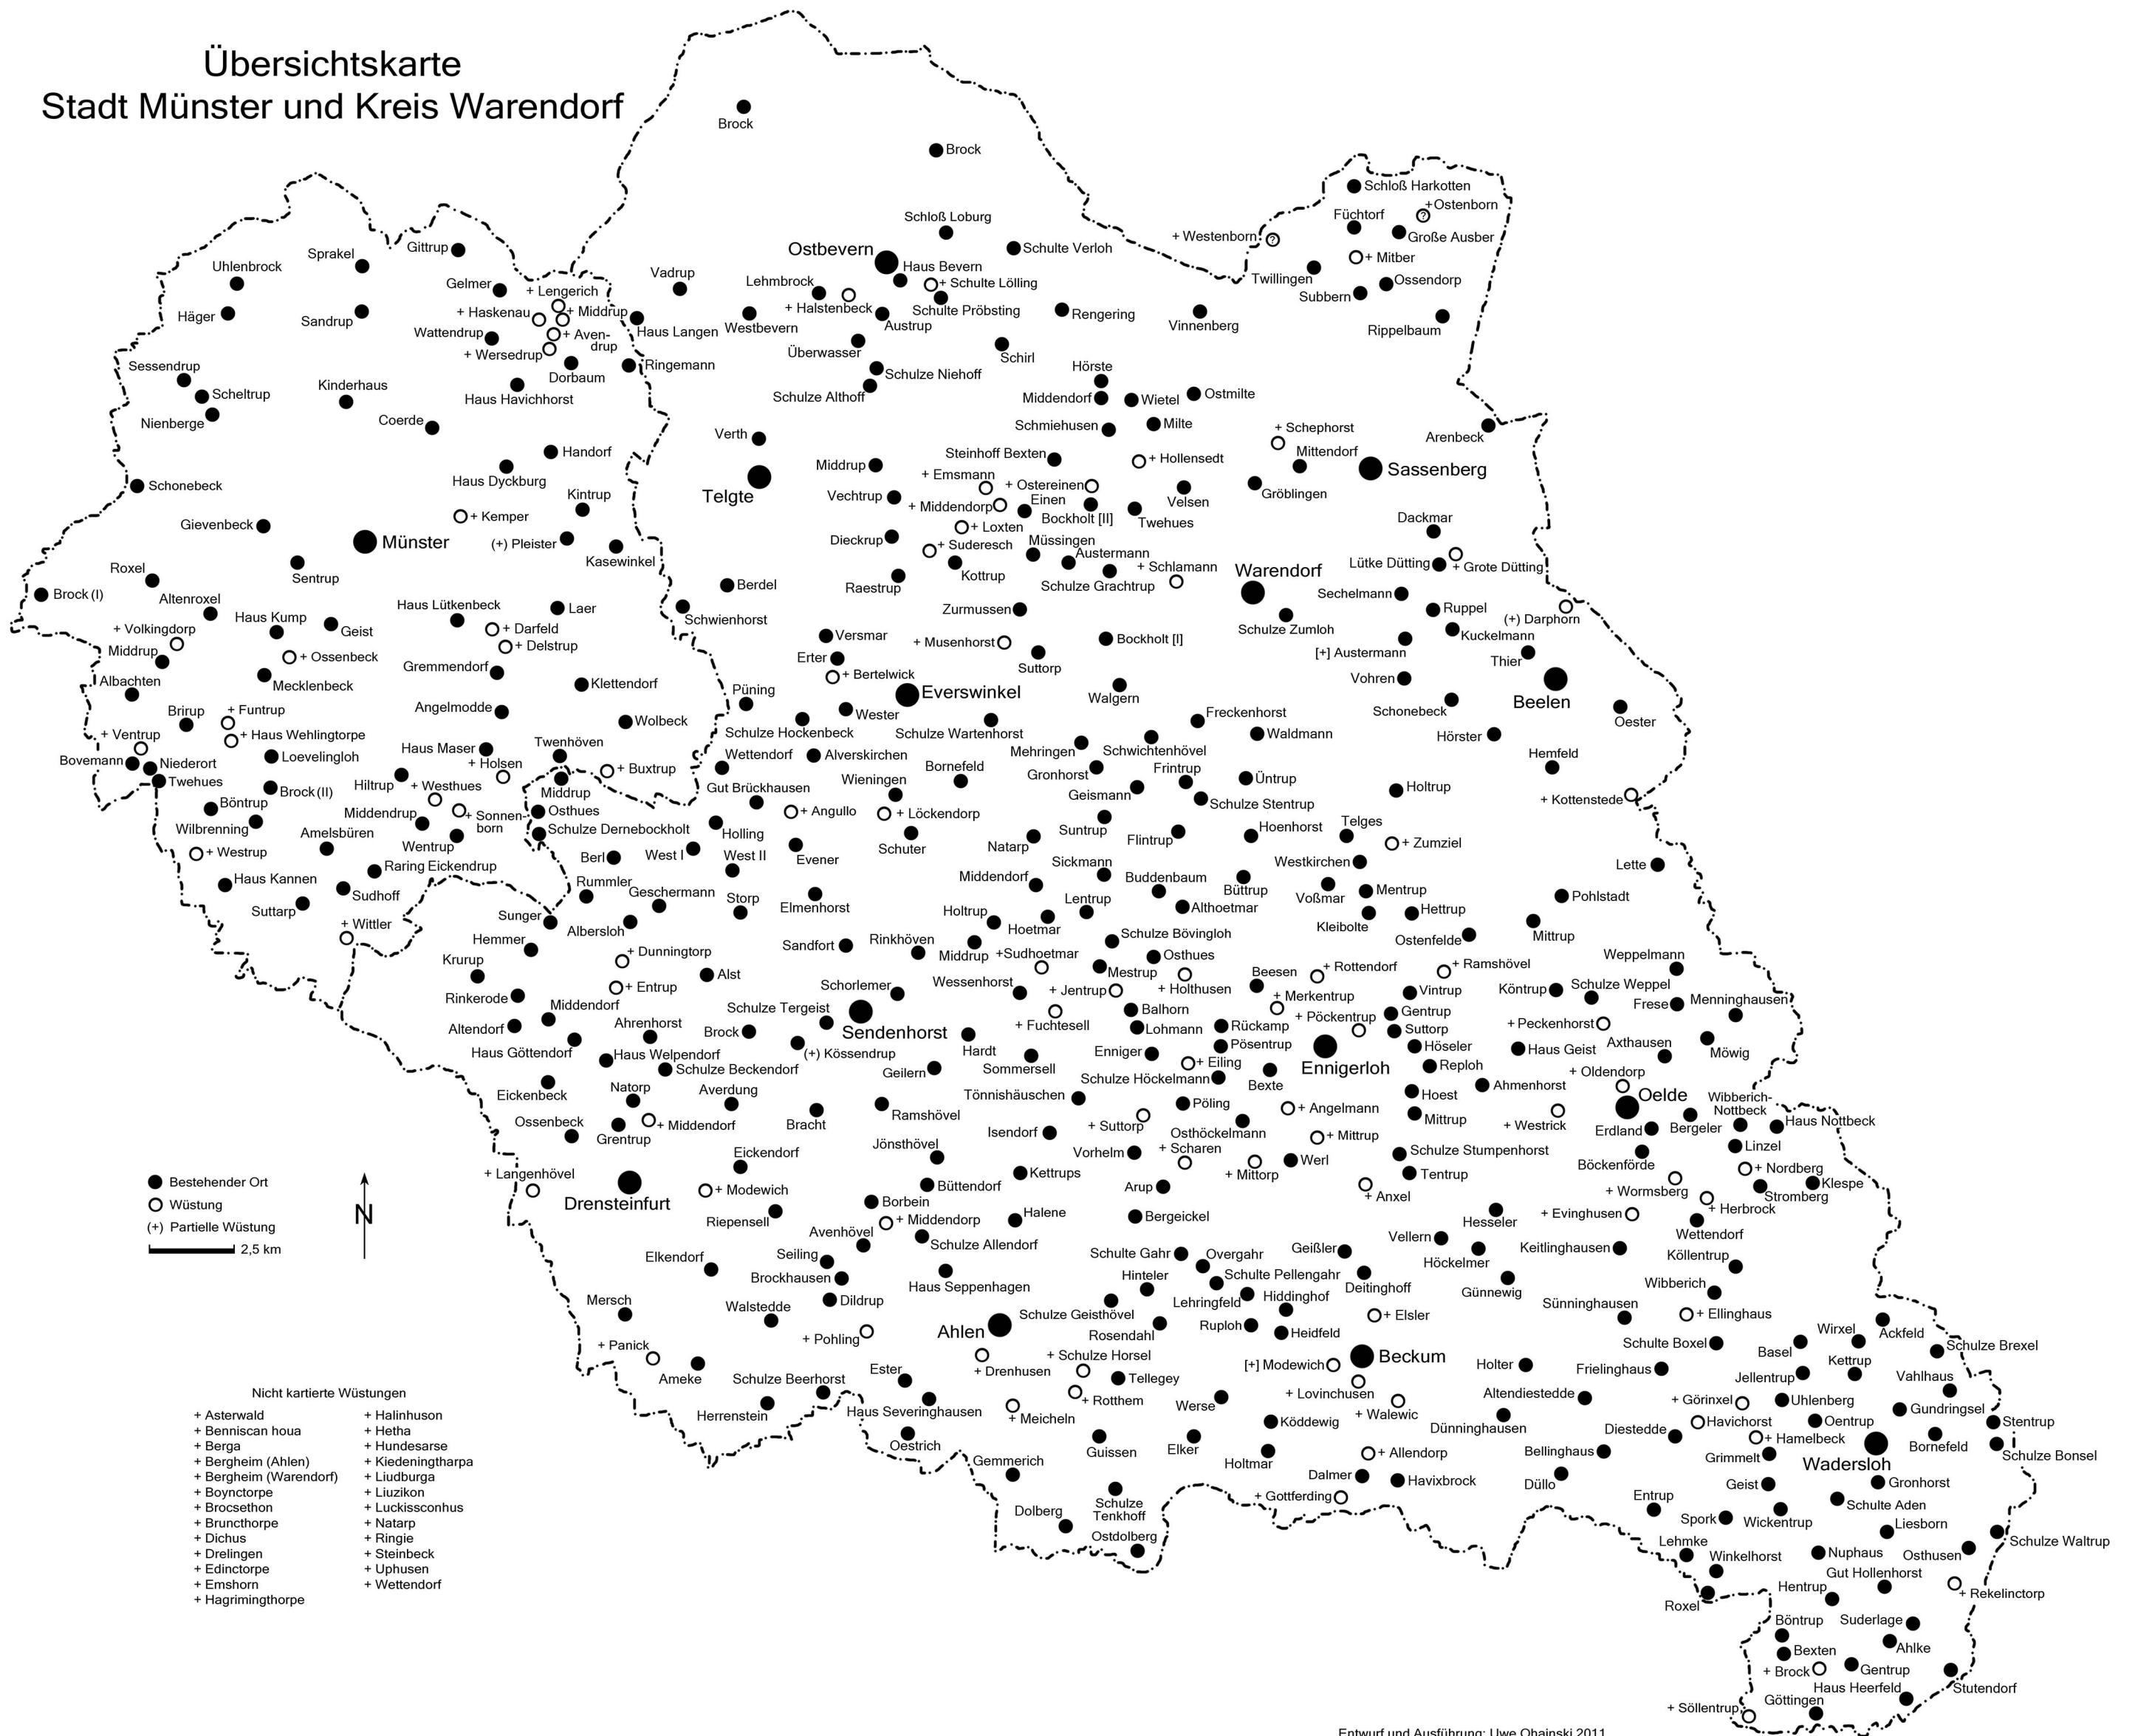 Übersichtskarte
Stadt Münster und Kreis Warendorf
Brock
Brock
Schloß Harkotten
+Ostenborn
Füchtorf
Große Ausber
+ Westenborn
?
?
+ Mitber
Twillingen
Ossendorp
Subbern
Rippelbaum
Schloß Loburg
Ostbevern
Schulte Verloh
Haus Bevern
+ Schulte Lölling
Lehmbrock
+ Halstenbeck
Schulte Pröbsting
Austrup
Rengering
Vinnenberg
Vadrup
Westbevern
Überwasser
Schirl
Schulze Niehoff
Schulze Althoff
Hörste
Middendorf
Wietel
Ostmilte
Schmiehusen
Milte
Uhlenbrock
Sprakel
Gittrup
Gelmer
+ Lengerich
+ Haskenau
+ Middrup
Häger
Sandrup
Wattendrup
+ Aven-
drup
+ Wersedrup
Haus Langen
Ringemann
Dorbaum
Sessendrup
Scheltrup
Kinderhaus
Haus Havichhorst
Nienberge
Coerde
Handorf
Haus Dyckburg
Schonebeck
Kintrup
+ Kemper
Gievenbeck
Münster
(+) Pleister
Kasewinkel
Sentrup
Roxel
Brock (I)
Altenroxel
Haus Kump
Geist
Haus Lütkenbeck
Laer
+ Darfeld
+ Delstrup
+ Volkingdorp
Middrup
+ Ossenbeck
Mecklenbeck
Gremmendorf
Albachten
Klettendorf
Angelmodde
Brirup
+ Funtrup
+ Haus Wehlingtorpe
Wolbeck
+ Ventrup
Bovemann
Niederort
Twehues
Loevelingloh
Haus Maser
+ Holsen
Twenhöven
+ Buxtrup
Brock (II)
Hiltrup
+ Westhues
Middrup
Böntrup
Middendrup
+ Sonnen-
born
Osthues
Wilbrenning
Amelsbüren
Wentrup
Schulze Dernebockholt
+ Westrup
Raring Eickendrup
Haus Kannen
Sudhoff
Suttarp
+ Wittler
Verth
Telgte
Middrup
Vechtrup
Dieckrup
Raestrup
Steinhoff Bexten
+ Emsmann
+ Ostereinen
+ Hollensedt
+ Middendorp
Einen
Bockholt [II]
Velsen
Twehues
+ Loxten
+ Suderesch
Müssingen
Austermann
Kottrup
Schulze Grachtrup
+ Schlamann
+ Schephorst
Mittendorf
Arenbeck
Sassenberg
Gröblingen
Dackmar
Lütke Dütting
+ Grote Dütting
Warendorf
Sechelmann
Ruppel
(+) Darphorn
Schulze Zumloh
Kuckelmann
[+] Austermann
Thier
Vohren
Beelen
Schonebeck
Oester
Hörster
Hemfeld
+ Kottenstede
Berdel
Schwienhorst
Zurmussen
Versmar
+ Musenhorst
Bockholt [I]
Erter
Suttorp
+ Bertelwick
Everswinkel
Walgern
Püning
Wester
Schulze Hockenbeck
Schulze Wartenhorst
Freckenhorst
Waldmann
Wettendorf
Alverskirchen
Mehringen
Schwichtenhövel
Wieningen
Bornefeld
Gronhorst
Frintrup
Üntrup
Holtrup
Gut Brückhausen
Geismann
Schulze Stentrup
+ Angullo
+ Löckendorp
Holling
Schuter
Natarp
Suntrup
Flintrup
Hoenhorst
Telges
+ Zumziel
Berl
West I
West II
Evener
Sickmann
Westkirchen
Lette
Rummler
Geschermann
Storp
Elmenhorst
Middendorf
Buddenbaum
Büttrup
Voßmar
Mentrup
Pohlstadt
Sunger
Albersloh
Holtrup
Hoetmar
Lentrup
Althoetmar
Kleibolte
Hettrup
Mittrup
Hemmer
Sandfort
Rinkhöven
Middrup
Schulze Bövingloh
Ostenfelde
Krurup
+ Dunningtorp
+Sudhoetmar
Osthues
Weppelmann
Alst
Mestrup
Beesen
+ Rottendorf
+ Ramshövel
+ Entrup
Schorlemer
Wessenhorst
+ Jentrup
+ Holthusen
Vintrup
Köntrup
Schulze Weppel
Rinkerode
Middendorf
Schulze Tergeist
Sendenhorst
+ Fuchtesell
Balhorn
+ Merkentrup
Gentrup
Frese
Menninghausen
Altendorf
Ahrenhorst
Brock
Lohmann
Rückamp
+ Pöckentrup
Suttorp
+ Peckenhorst
Haus Göttendorf
Haus Welpendorf
(+) Kössendrup
Hardt
Sommersell
Enniger
Pösentrup
Höseler
Haus Geist
Axthausen
Möwig
Schulze Beckendorf
Geilern
+ Eiling
Ennigerloh
Reploh
Schulze Höckelmann
Bexte
+ Oldendorp
Eickenbeck
Natorp
Averdung
Tönnishäuschen
Hoest
Ahmenhorst
Oelde
Wibberich-
Nottbeck
Bracht
Ramshövel
Pöling
+ Angelmann
Mittrup
Ossenbeck
Grentrup
+ Middendorf
Isendorf
+ Suttorp
Osthöckelmann
+ Mittrup
+ Westrick
Erdland
Bergeler
Haus Nottbeck
Eickendorf
Jönsthövel
Vorhelm
+ Scharen
Schulze Stumpenhorst
Linzel
+ Langenhövel
Kettrups
+ Mittorp
Werl
Tentrup
Böckenförde
+ Nordberg
Drensteinfurt
+ Modewich
Büttendorf
Arup
+ Anxel
+ Wormsberg
Stromberg
Klespe
Riepensell
Borbein
+ Middendorp
Halene
Bergeickel
Hesseler
+ Evinghusen
+ Herbrock
Avenhövel
Schulze Allendorf
Vellern
Wettendorf
Elkendorf
Seiling
Schulte Gahr
Overgahr
Geißler
Höckelmer
Keitlinghausen
Köllentrup
Brockhausen
Haus Seppenhagen
Hinteler
Schulte Pellengahr
Deitinghoff
Günnewig
Wibberich
Mersch
Walstedde
Dildrup
Schulze Geisthövel
Lehringfeld
Hiddinghof
Sünninghausen
+ Ellinghaus
+ Pohling
Ahlen
Rosendahl
Ruploh
Heidfeld
+ Elsler
Schulte Boxel
Wirxel
Ackfeld
+ Panick
Ameke
+ Drenhusen
+ Schulze Horsel
[+] Modewich
Beckum
Holter
Frielinghaus
Basel
Kettrup
Schulze Brexel
Schulze Beerhorst
Ester
Tellegey
+ Lovinchusen
Altendiestedde
Jellentrup
Vahlhaus
Herrenstein
Haus Severinghausen
+ Meicheln
+ Rotthem
Werse
+ Walewic
Dünninghausen
+ Görinxel
Uhlenberg
Gundringsel
Oestrich
Köddewig
Diestedde
Havichorst
Oentrup
Stentrup
Guissen
Elker
Holtmar
+ Allendorp
Bellinghaus
+ Hamelbeck
Bornefeld
Schulze Bonsel
Gemmerich
Dalmer
Havixbrock
Düllo
Grimmelt
Wadersloh
Schulze
Tenkhoff
+ Gottferding
Entrup
Geist
Gronhorst
Dolberg
Ostdolberg
Spork
Wickentrup
Schulte Aden
Liesborn
Schulze Waltrup
Lehmke
Winkelhorst
Nuphaus
Osthusen
Gut Hollenhorst
Roxel
Hentrup
+ Rekelinctorp
Böntrup
Suderlage
Bexten
Ahlke
+ Brock
Gentrup
Haus Heerfeld
Stutendorf
+ Söllentrup
Göttingen
Bestehender Ort
Wüstung
(+) Partielle Wüstung
2,5 km
N
Nicht kartierte Wüstungen
+ Asterwald
+ Benniscan houa
+ Berga
+ Bergheim (Ahlen)
+ Bergheim (Warendorf)
+ Boynctorpe
+ Brocsethon
+ Bruncthorpe
+ Dichus
+ Drelingen
+ Edinctorpe
+ Emshorn
+ Hagrimingthorpe
+ Halinhuson
+ Hetha
+ Hundesarse
+ Kiedeningtharpa
+ Liudburga
+ Liuzikon
+ Luckissconhus
+ Natarp
+ Ringie
+ Steinbeck
+ Uphusen
+ Wettendorf
Entwurf und Ausführung: Uwe Ohainski 2011